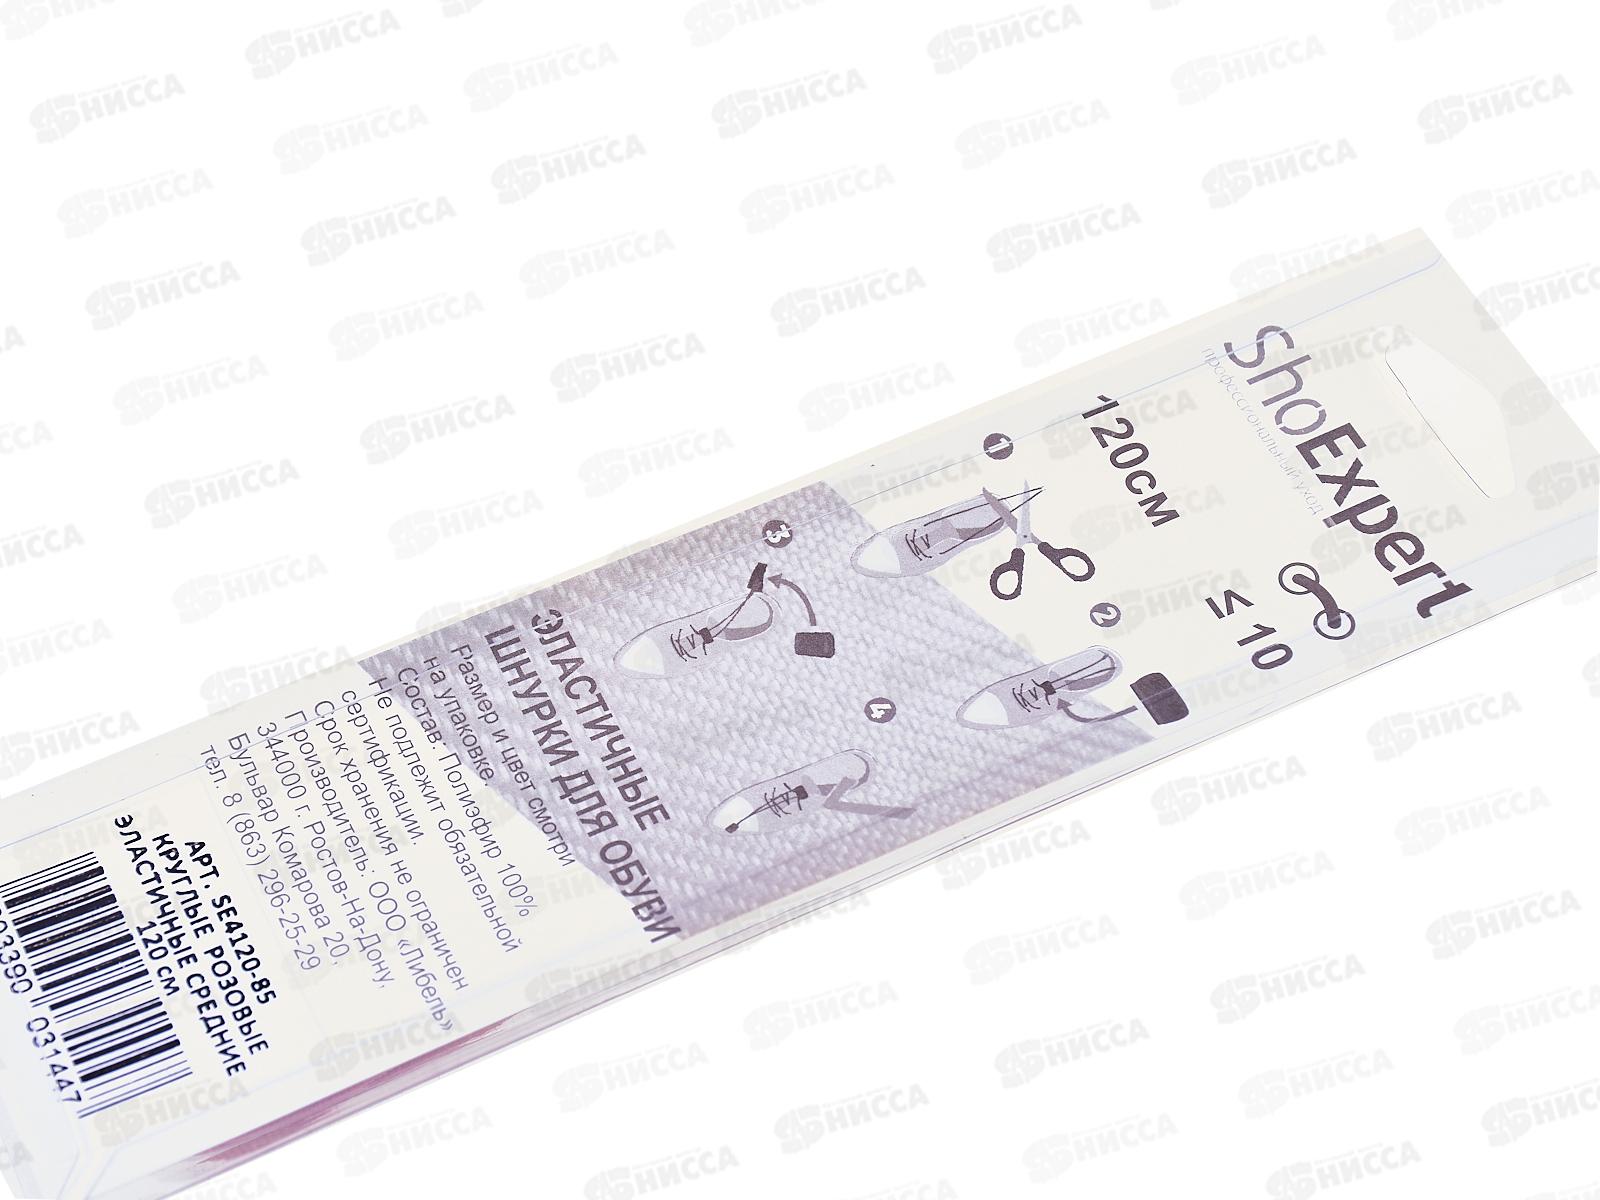 ShoExpert
профессиональный уход
≤ 10
120см
1
2
3
4
ЭЛАСТИЧНЫЕ
ШНУРКИ ДЛЯ ОБУВИ
Размер и цвет смотри
на упаковке.
Состав: Полиэфир 100%
Не подлежит обязательной
сертификации.
Срок хранения не ограничен
Производитель: ООО «Либель»
344000 г. Ростов-На-Дону,
Бульвар Комарова 20,
тел. 8 (863) 296-25-29
АРТ. SE4120-85
КРУГЛЫЕ РОЗОВЫЕ
ЭЛАСТИЧНЫЕ СРЕДНИЕ
120 см
03390 031447
НИССА